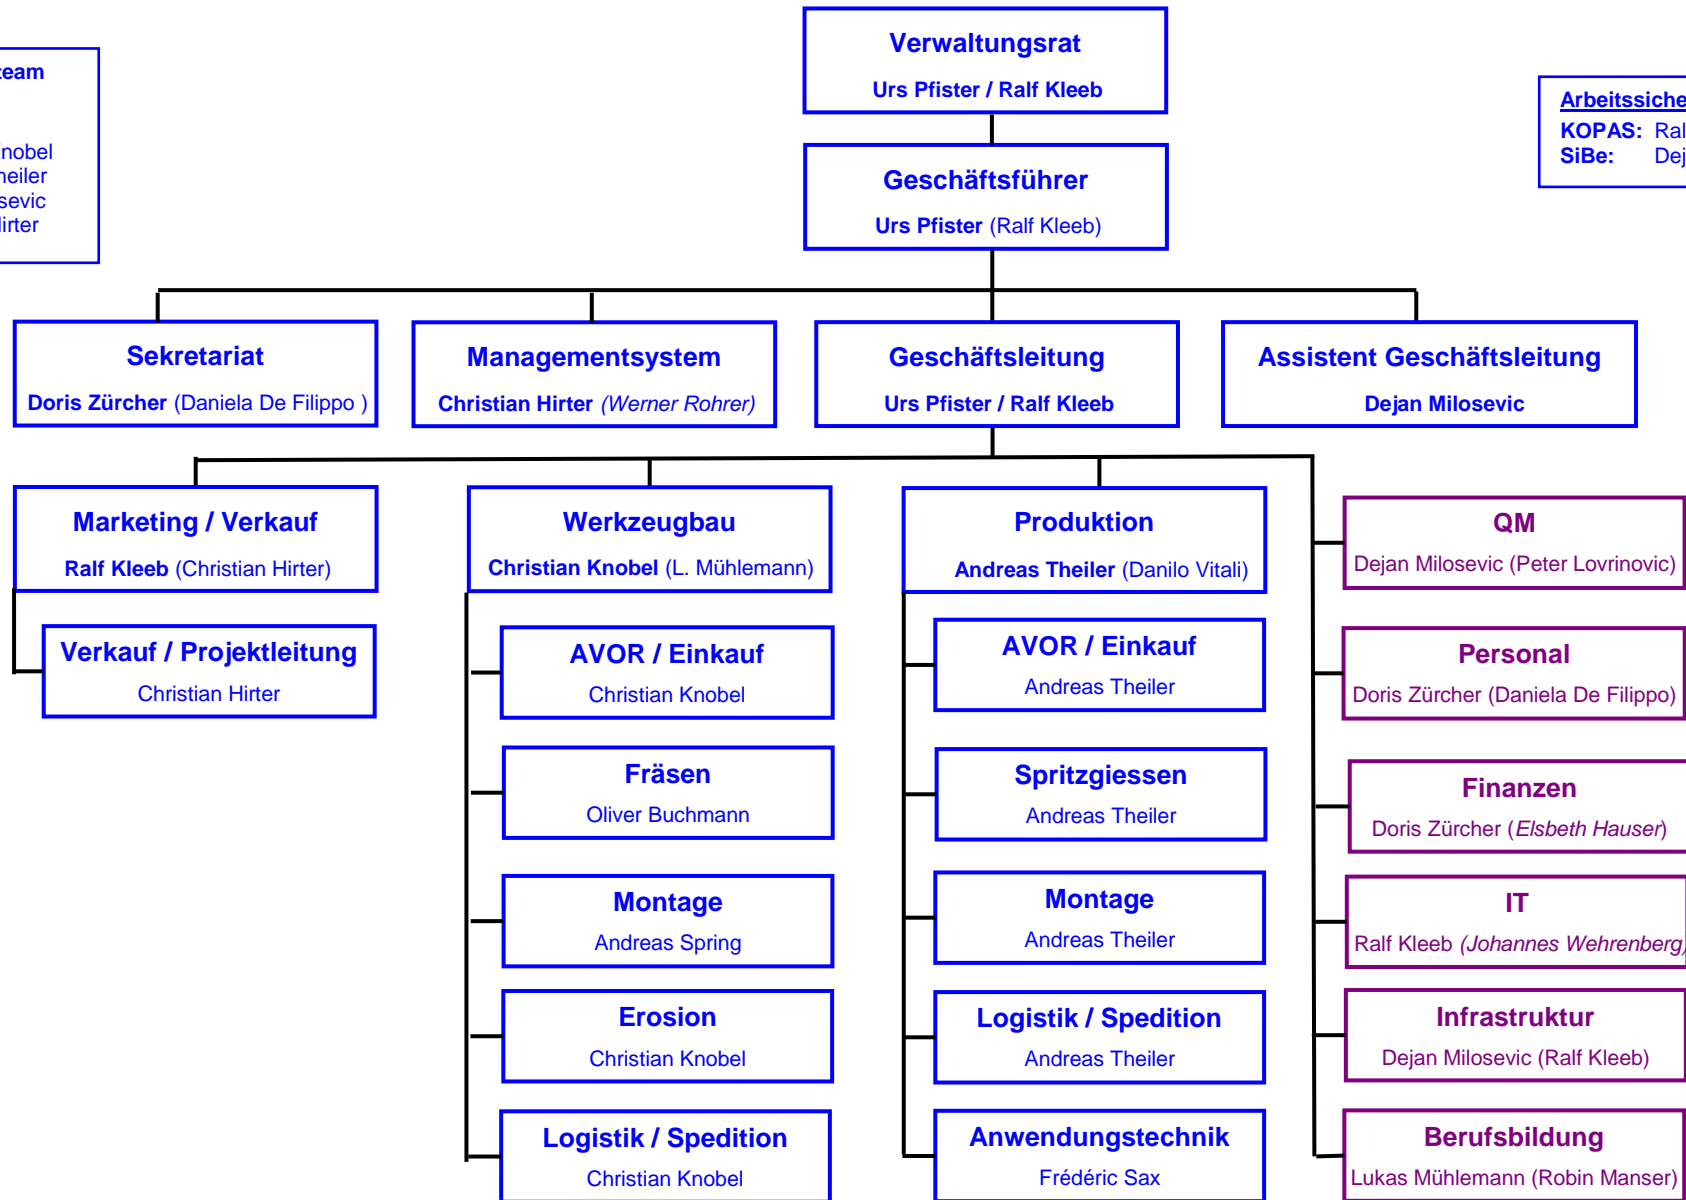 Verwaltungsrat
Urs Pfister / Ralf Kleeb
Arbeitssiche
KOPAS: Ral
SiBe: Dej
team
nobel
heiler
sevic
lirter
Geschäftsführer
Urs Pfister (Ralf Kleeb)
Sekretariat
Doris Zürcher (Daniela De Filippo )
Managementsystem
Christian Hirter (Werner Rohrer)
Geschäftsleitung
Urs Pfister / Ralf Kleeb
Assistent Geschäftsleitung
Dejan Milosevic
Marketing / Verkauf
Ralf Kleeb (Christian Hirter)
Verkauf / Projektleitung
Christian Hirter
Werkzeugbau
Christian Knobel (L. Mühlemann)
AVOR / Einkauf
Christian Knobel
Fräsen
Oliver Buchmann
Montage
Andreas Spring
Erosion
Christian Knobel
Logistik / Spedition
Christian Knobel
Produktion
Andreas Theiler (Danilo Vitali)
AVOR / Einkauf
Andreas Theiler
Spritzgiessen
Andreas Theiler
Montage
Andreas Theiler
Logistik / Spedition
Andreas Theiler
Anwendungstechnik
Frédéric Sax
QM
Dejan Milosevic (Peter Lovrinovic)
Personal
Doris Zürcher (Daniela De Filippo)
Finanzen
Doris Zürcher (Elsbeth Hauser)
IT
Ralf Kleeb (Johannes Wehrenberg)
Infrastruktur
Dejan Milosevic (Ralf Kleeb)
Berufsbildung
Lukas Mühlemann (Robin Manser)